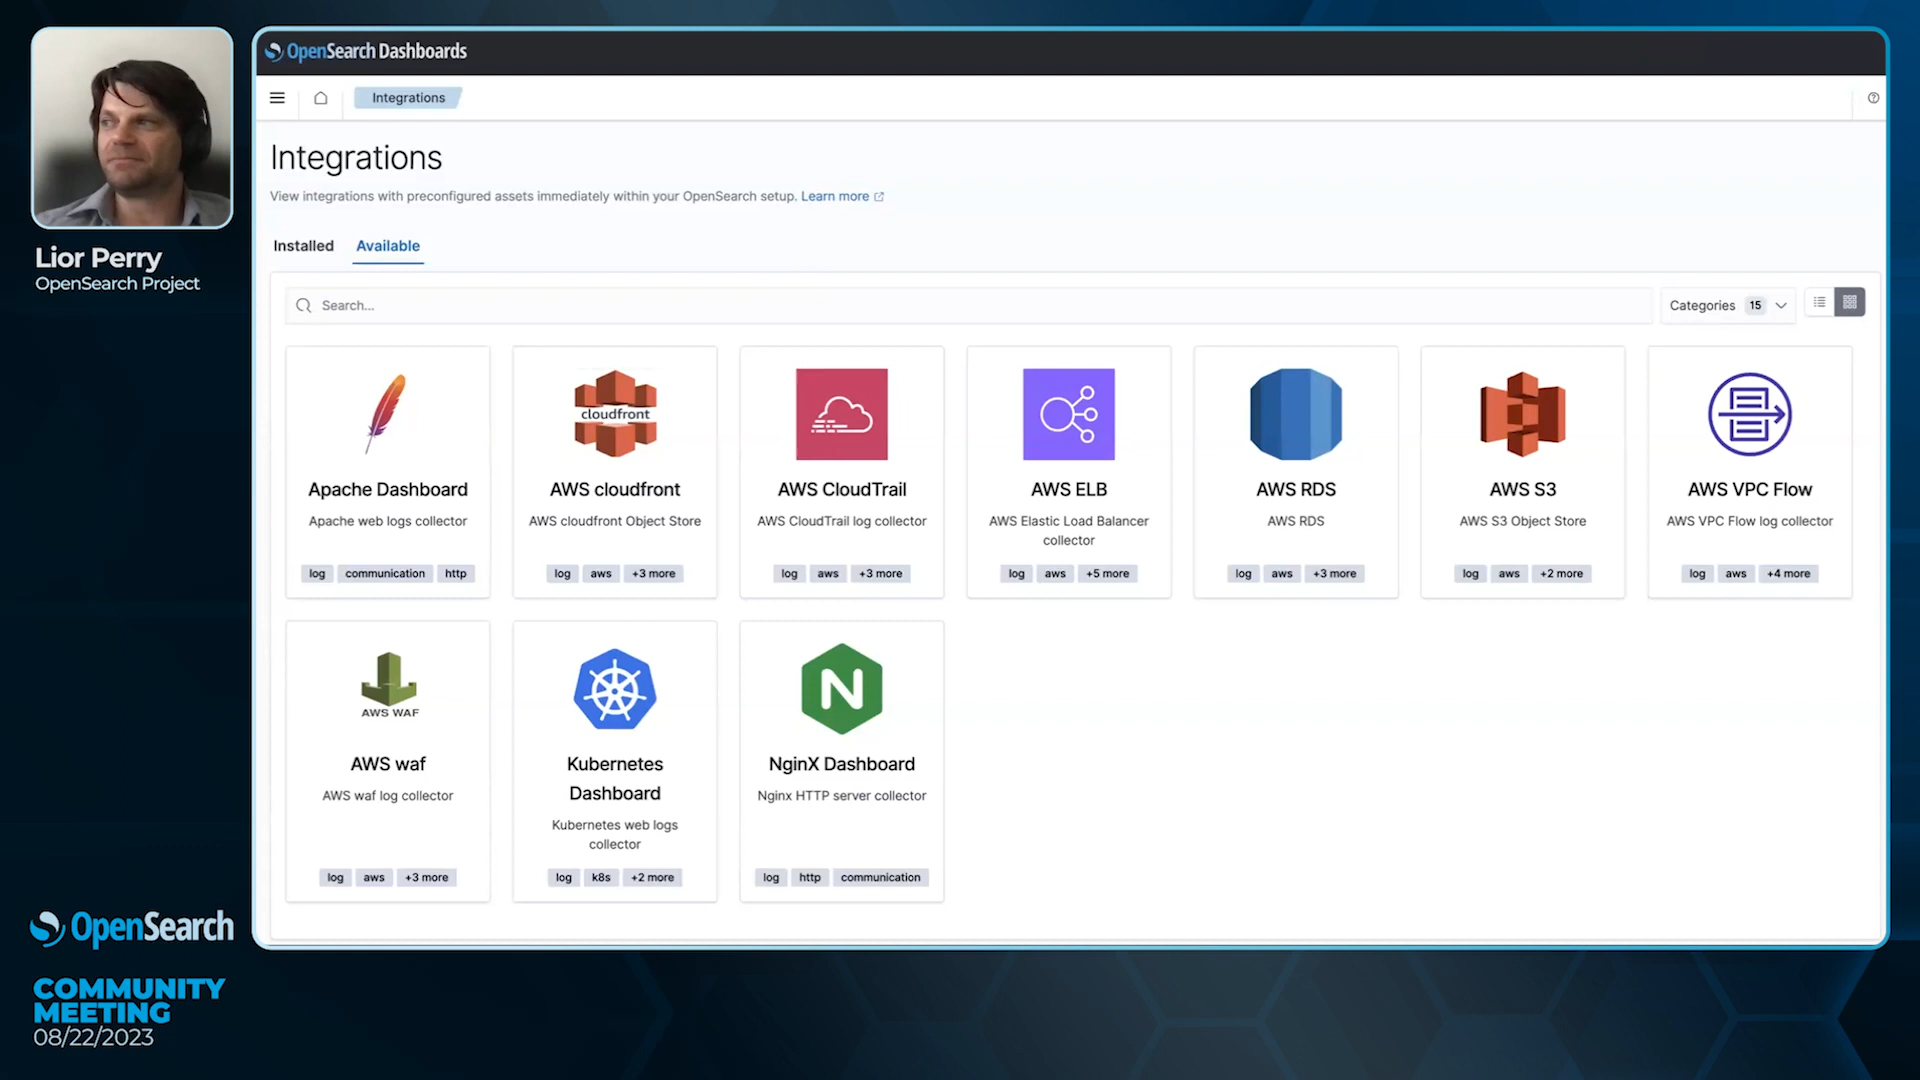 OpenSearch Dashboards
Integrations
Integrations
View integrations with preconfigured assets immediately within your OpenSearch setup. Learn more
Installed Available
Search...
Categories 15
Apache Dashboard
Apache web logs collector
log communication http
cloudfront
AWS cloudfront
AWS cloudfront Object Store
log aws +3 more
AWS CloudTrail
AWS CloudTrail log collector
log aws +3 more
AWS ELB
AWS Elastic Load Balancer
collector
log aws +5 more
AWS RDS
AWS RDS
log aws +3 more
AWS S3
AWS S3 Object Store
log aws +2 more
AWS VPC Flow
AWS VPC Flow log collector
log aws +4 more
AWS WAF
AWS waf
AWS waf log collector
log aws +3 more
Kubernetes
Dashboard
Kubernetes web logs
collector
log k8s +2 more
N
NginX Dashboard
Nginx HTTP server collector
log http communication
Lior Perry
OpenSearch Project
OpenSearch
COMMUNITY
MEETING
08/22/2023